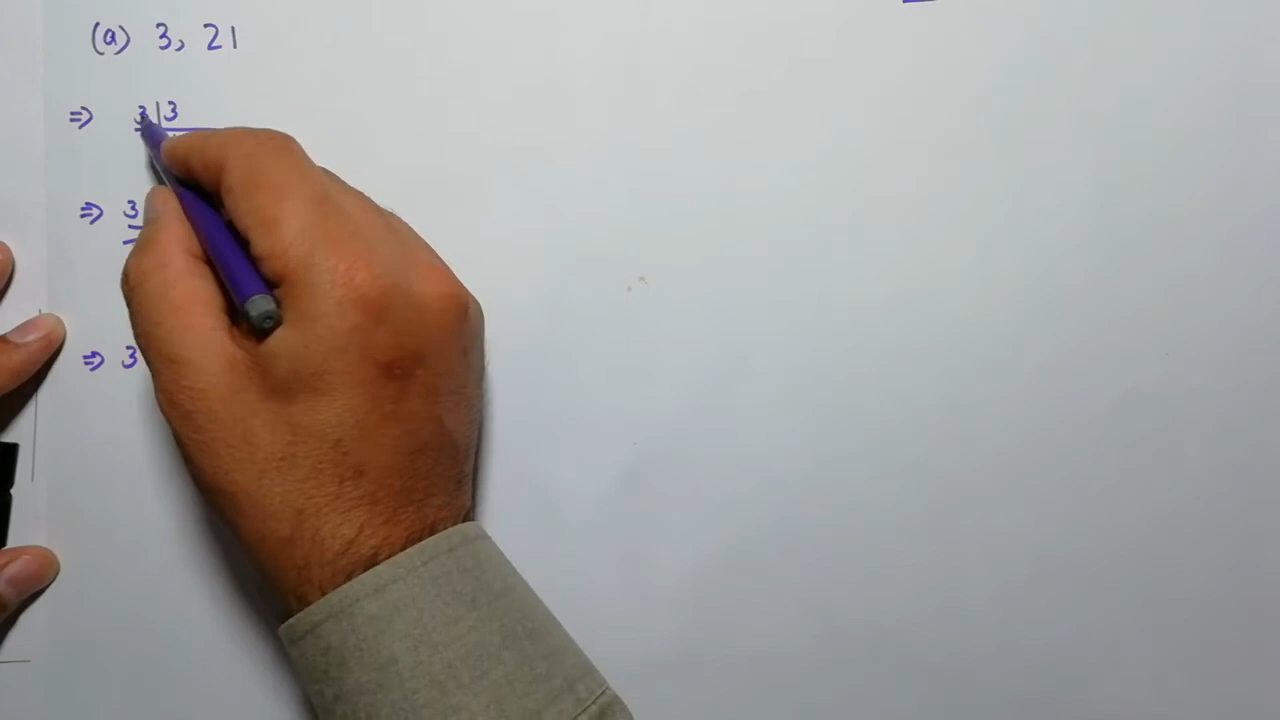 (a) 3, 21
⇒ 3 | 3
⇒ 3
⇒ 3